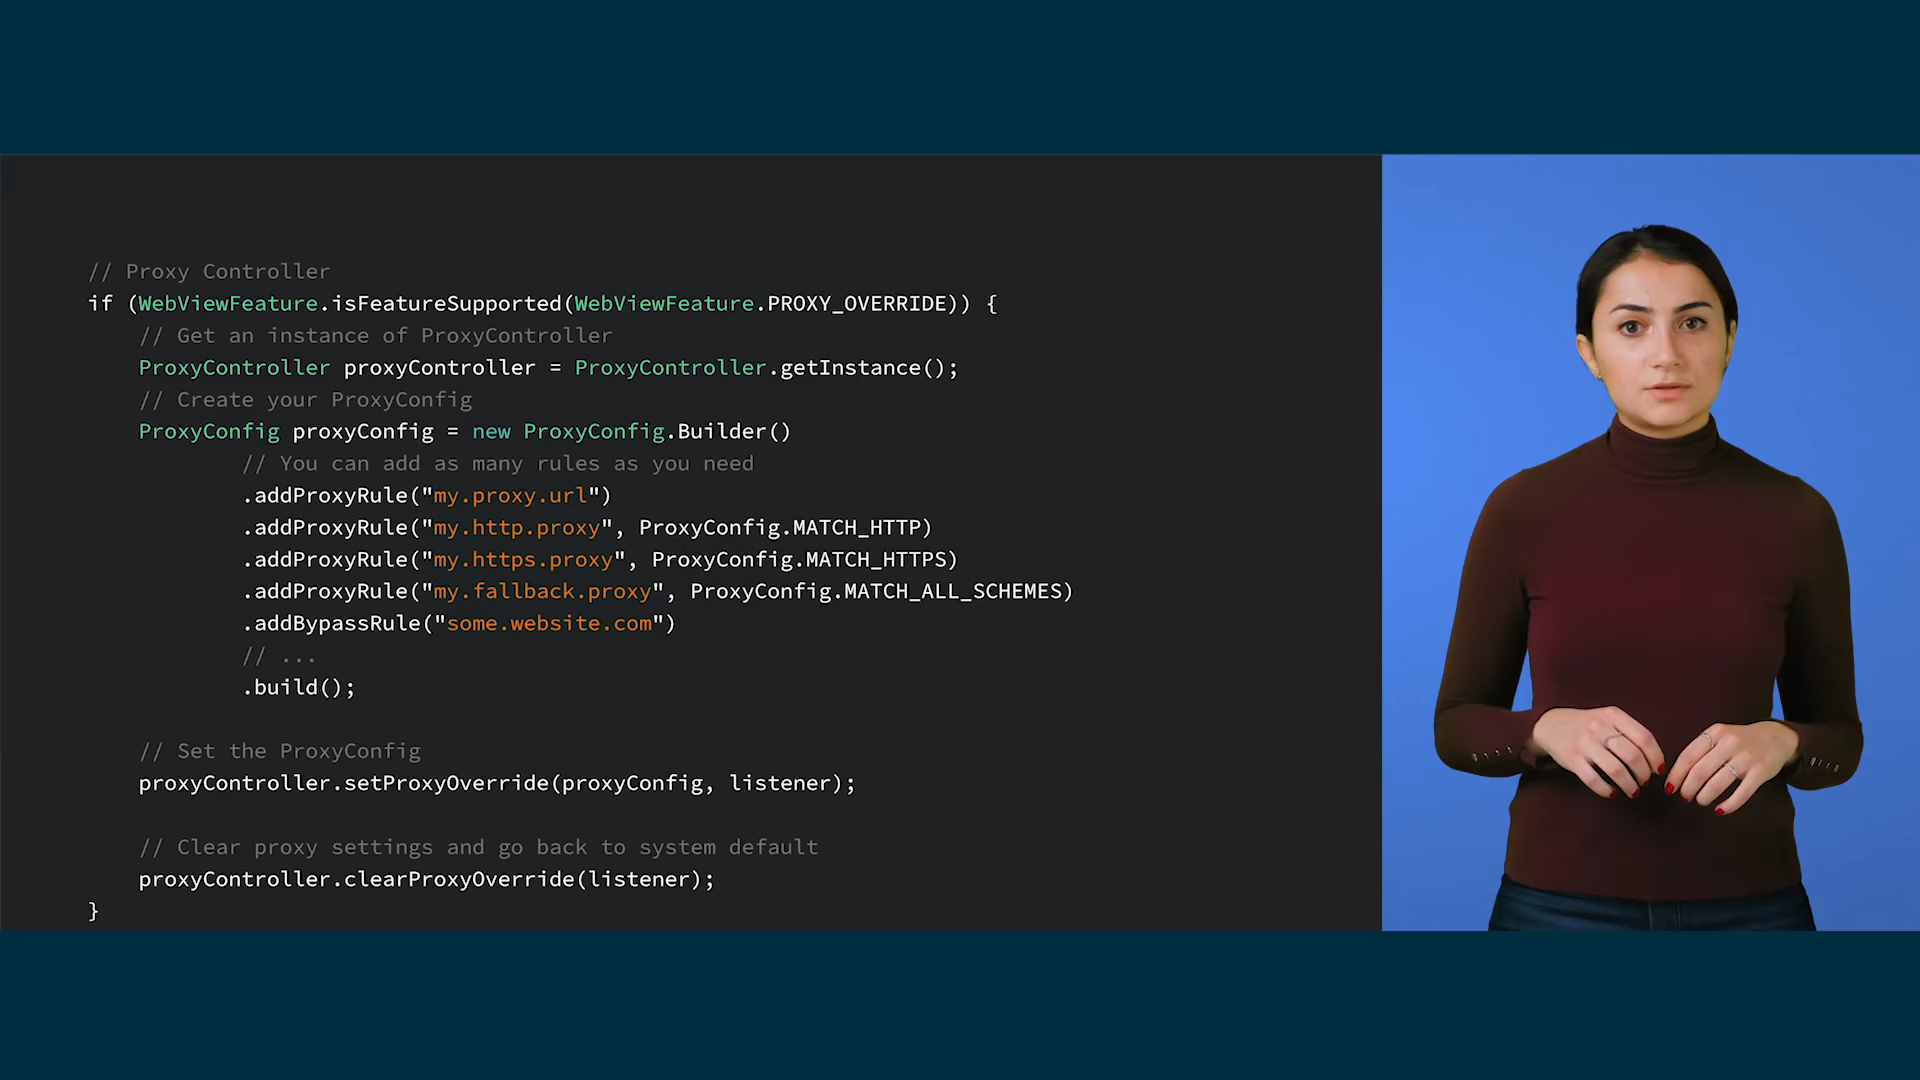 // Proxy Controller
if (WebViewFeature.isFeatureSupported(WebViewFeature.PROXY_OVERRIDE)) {
// Get an instance of ProxyController
ProxyController proxyController = ProxyController.getInstance();
// Create your ProxyConfig
ProxyConfig proxyConfig = new ProxyConfig.Builder()
// You can add as many rules as you need
.addProxyRule("my.proxy.url")
.addProxyRule("my.http.proxy", ProxyConfig.MATCH_HTTP)
.addProxyRule("my.https.proxy", ProxyConfig.MATCH_HTTPS)
.addProxyRule("my.fallback.proxy", ProxyConfig.MATCH_ALL_SCHEMES)
.addBypassRule("some.website.com")
// ...
.build();
// Set the ProxyConfig
proxyController.setProxyOverride(proxyConfig, listener);
// Clear proxy settings and go back to system default
proxyController.clearProxyOverride(listener);
}